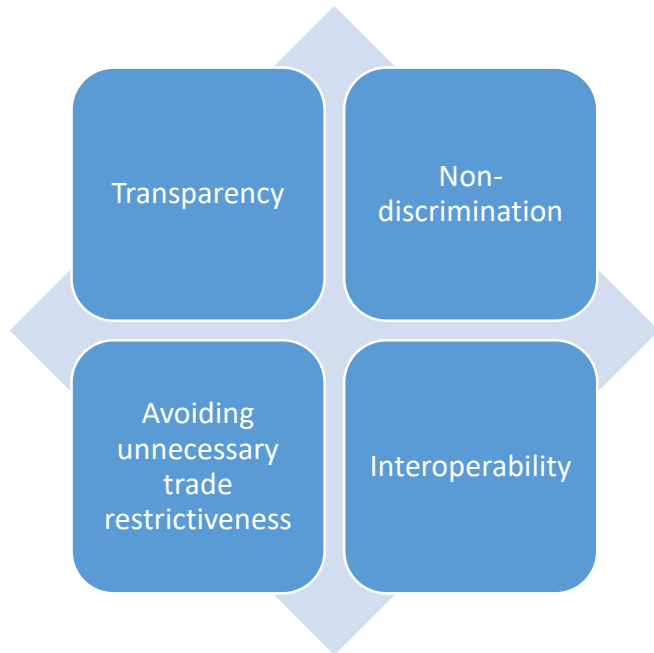 Transparency
Non-
discrimination
Avoiding
unnecessary
trade
restrictiveness
Interoperability